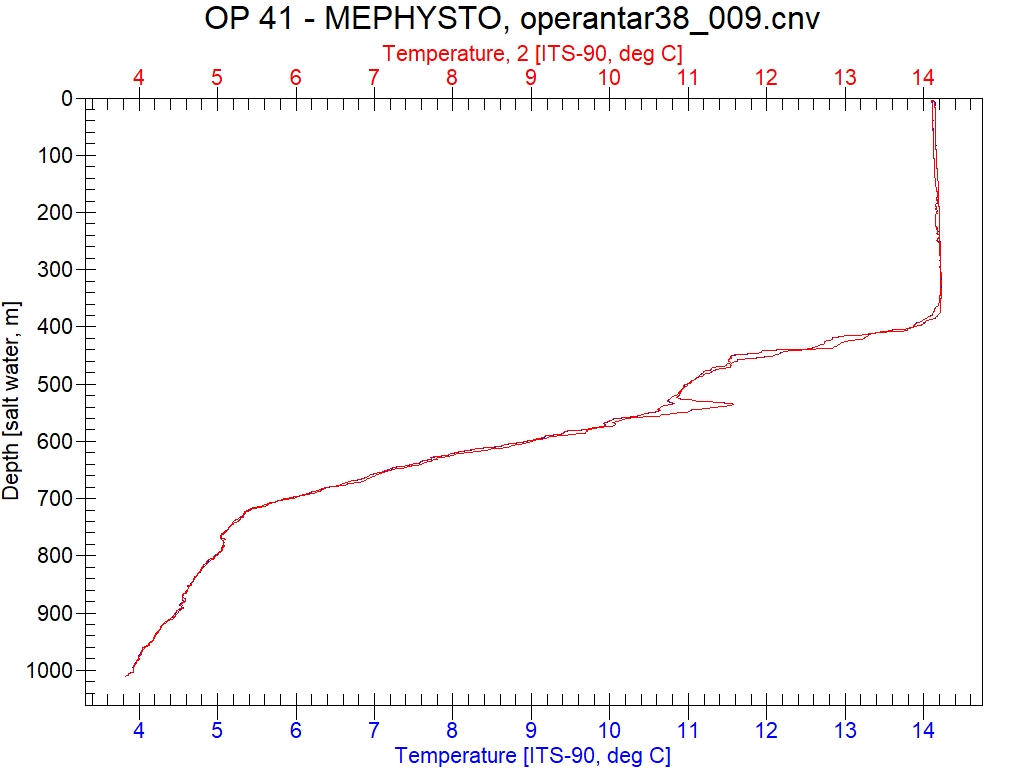 OP 41 - MEPHYSTO, operantar38_009.cnv
Temperature, 2 [ITS-90, deg C]
4 5 6 7 8 9 10 11 12 13 14
0
100
200
300
400
500
600
700
800
900
1000
Depth [salt water, m]
4 5 6 7 8 9 10 11 12 13 14
Temperature [ITS-90, deg C]